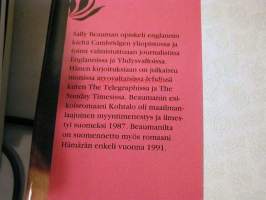 Sally Beauman opiskeli englannin
kieltä Cambridgen yliopistossa ja
toimi valmistuttuaan journalistina
Englannissa ja Yhdysvalloissa.
Hänen kirjoituksiaan on julkaistu
monissa arvovaltaisissa lehdissä
kuten The Telegraphissa ja The
Sunday Timesissa. Beaumanin esi-
koisromaani Kohtalo oli maailman-
laajuinen myyntimenestys ja ilmes-
tyi suomeksi 1987. Beaumanilta
on suomennettu myös romaani
Hämärän enkeli vuonna 1991.